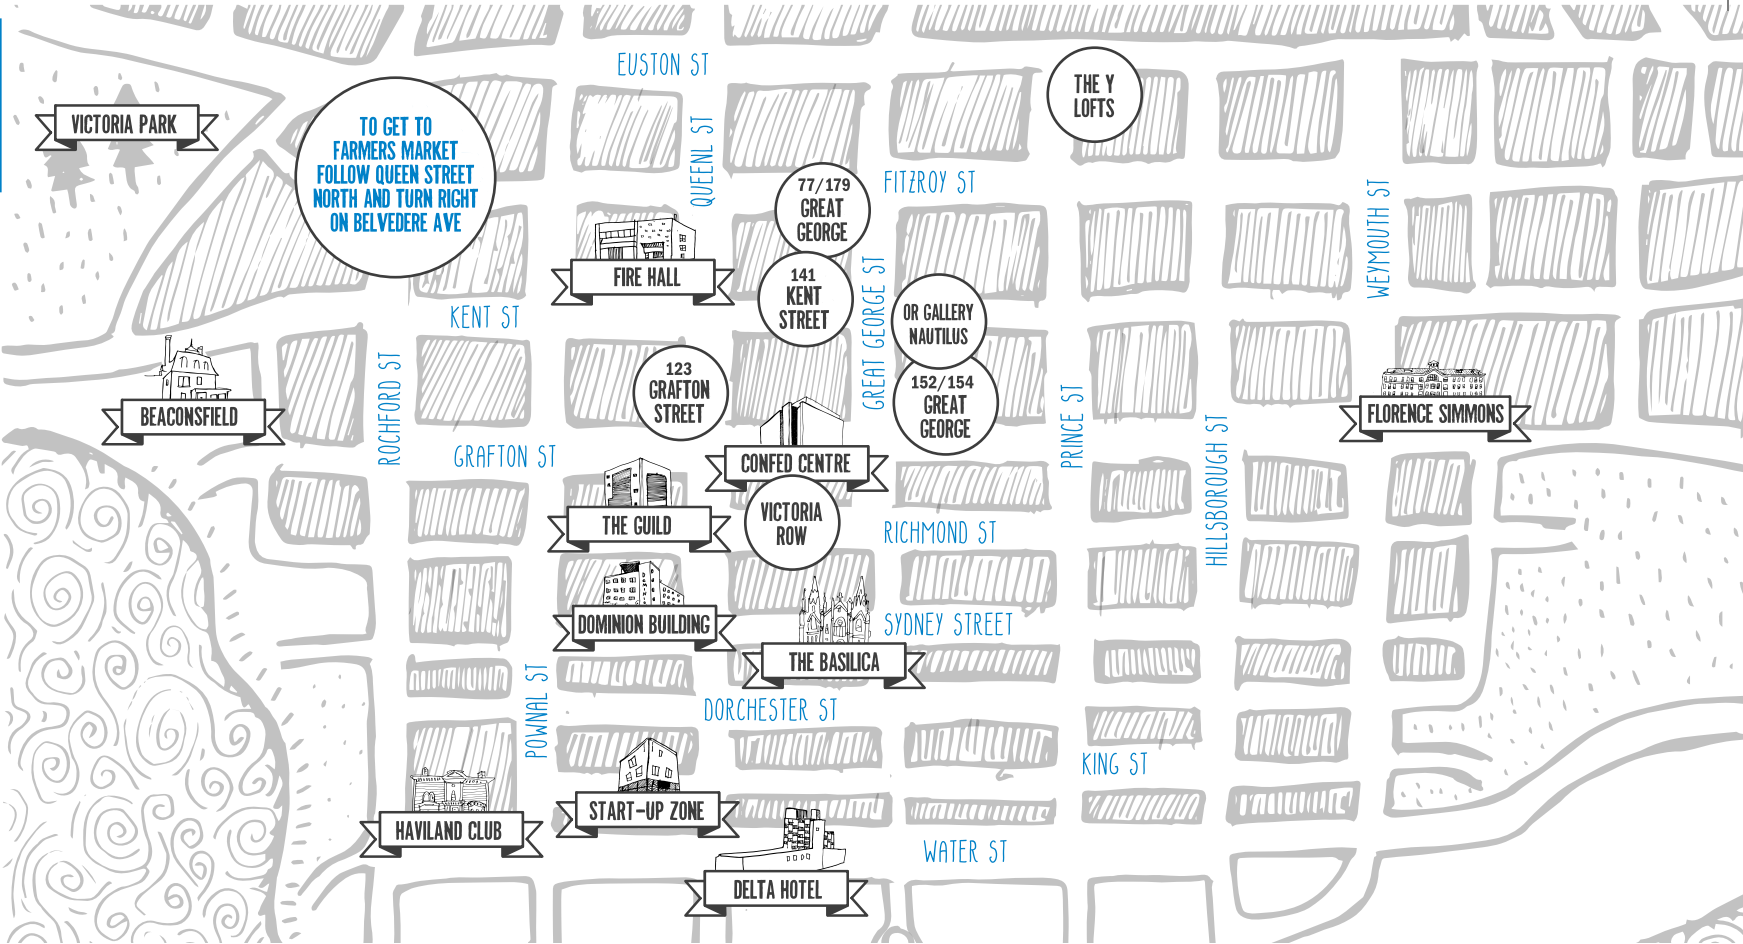 EUSTON ST
THE Y
LOFTS
VICTORIA PARK
TO GET TO
FARMERS MARKET
FOLLOW QUEEN STREET
NORTH AND TURN RIGHT
ON BELVEDERE AVE
QUEENL ST
77/179
GREAT
GEORGE
FITZROY ST
WEYMOUTH ST
FIRE HALL
141
KENT
STREET
GREAT GEORGE ST
OR GALLERY
NAUTILUS
KENT ST
ROCHFORD ST
123
GRAFTON
STREET
152/154
GREAT
GEORGE
PRINCE ST
BEACONSFIELD
FLORENCE SIMMONS
HILLSBOROUGH ST
GRAFTON ST
CONFED CENTRE
THE GUILD
VICTORIA
ROW
RICHMOND ST
DOMINION BUILDING
SYDNEY STREET
THE BASILICA
POWNAL ST
DORCHESTER ST
KING ST
HAVILAND CLUB
START-UP ZONE
WATER ST
DELTA HOTEL